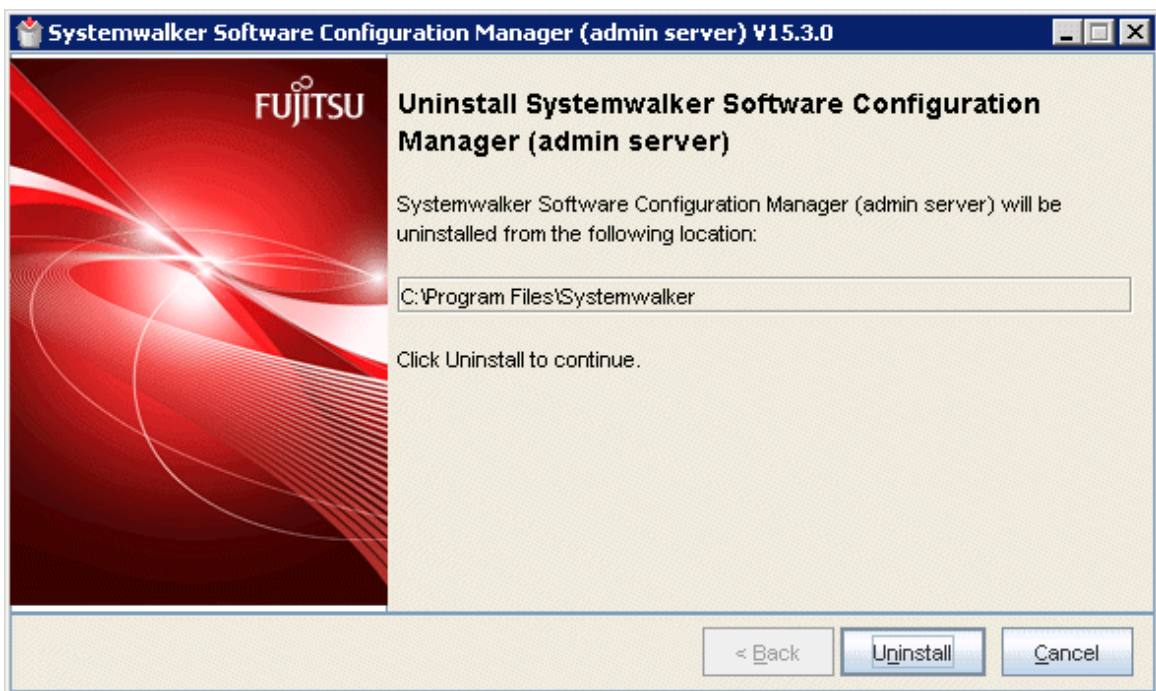 Systemwalker Software Configuration Manager (admin server) V15.3.0
FUJITSU
Uninstall Systemwalker Software Configuration
Manager (admin server)
Systemwalker Software Configuration Manager (admin server) will be
uninstalled from the following location:
C:\Program Files\Systemwalker
Click Uninstall to continue.
< Back
Uninstall
Cancel